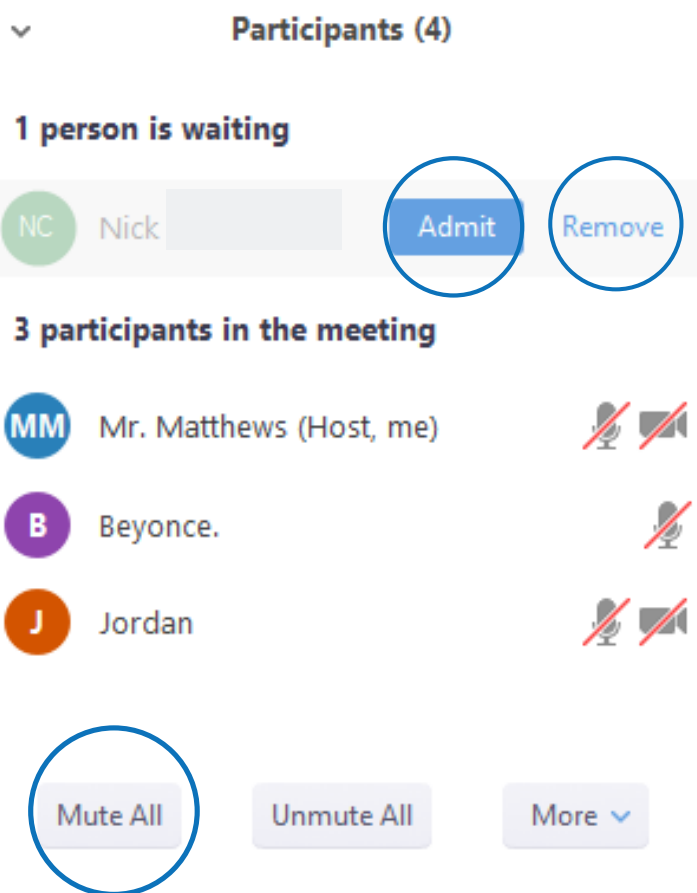 Participants (4)
1 person is waiting
NC Nick Admit Remove
3 participants in the meeting
MM Mr. Matthews (Host, me)
B Beyonce.
J Jordan
Mute All Unmute All More